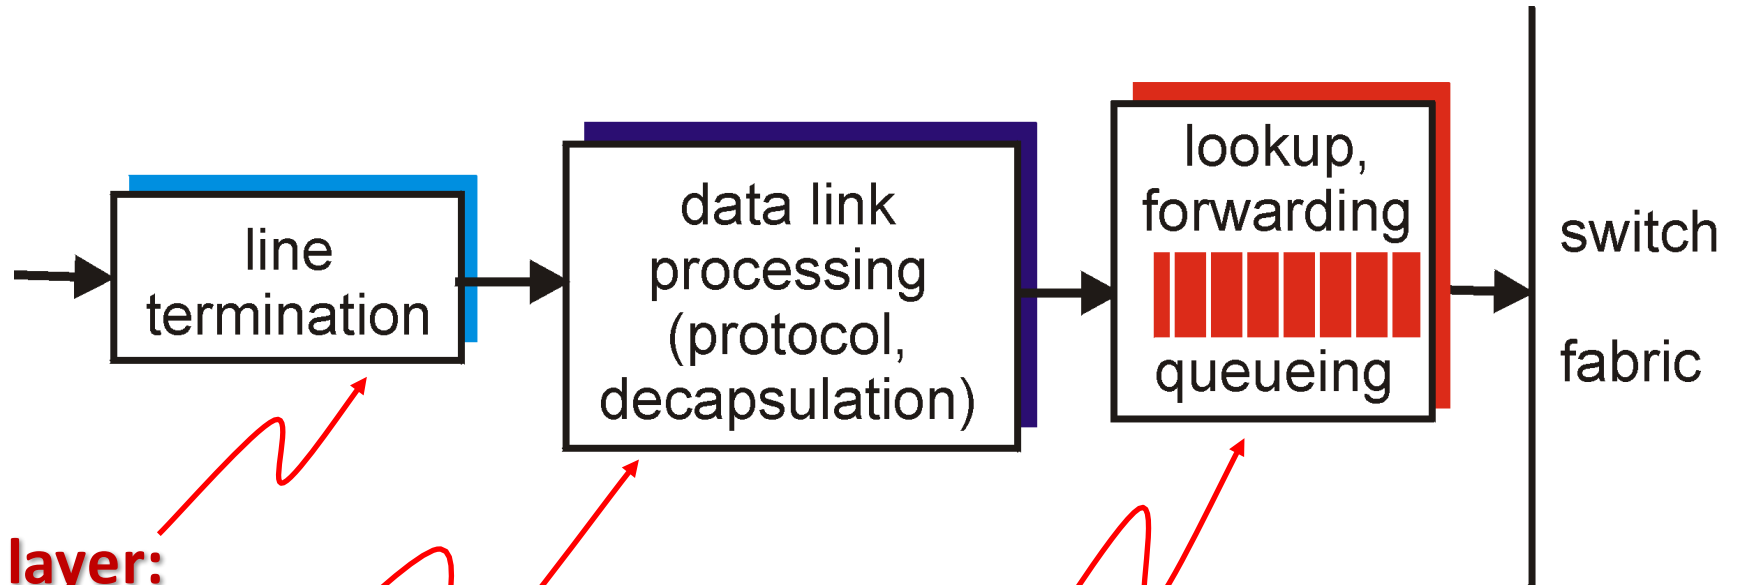 line
termination
data link
processing
(protocol,
decapsulation)
lookup,
forwarding
queueing
switch
fabric
layer: